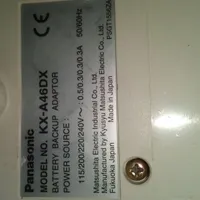 Panasonic
MODEL NO. KX-A46DX
BATTERY BACKUP ADAPTOR
POWER SOURCE:
115/200/220/240V~: 0.5/0.3/0.3/0.3A 50/60Hz
Matsushita Electric Industrial Co., Ltd.
Manufactured by Kyusyu Matsushita Electric Co., Ltd.
Fukuoka Japan Made in Japan